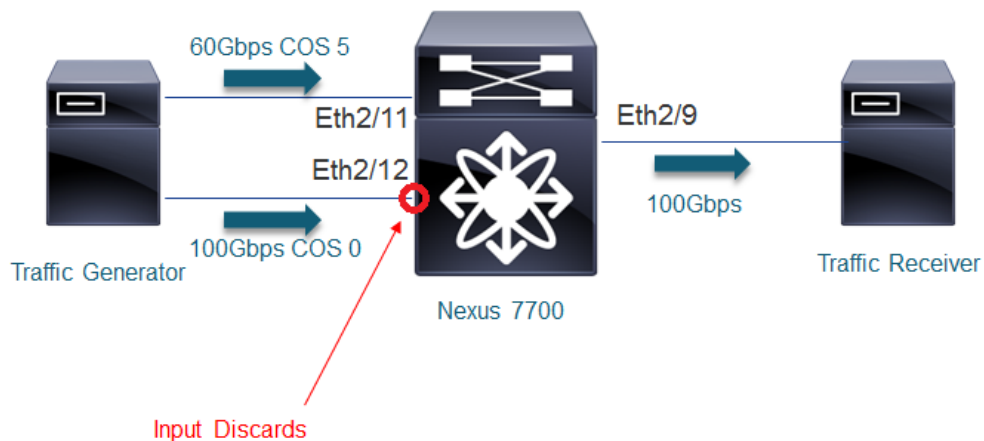 60Gbps COS 5
Eth2/11
Eth2/9
Eth2/12
100Gbps
100Gbps COS 0
Traffic Generator
Traffic Receiver
Nexus 7700
Input Discards